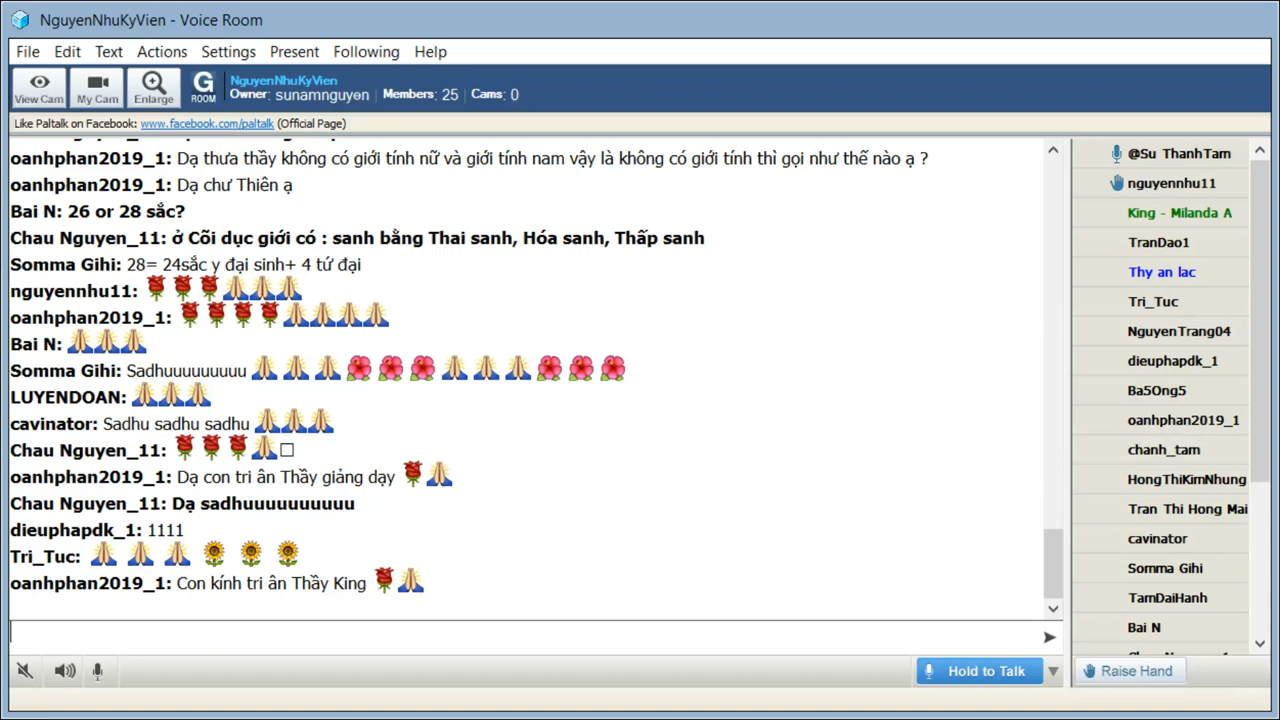 NguyenNhuKyVien - Voice Room
File Edit Text Actions Settings Present Following Help
View Cam My Cam Enlarge G ROOM
NguyenNhuKyVien
Owner: sunamnguyen Members: 25 Cams: 0
Like Paltalk on Facebook: www.facebook.com/paltalk (Official Page)
oanhphan2019_1: Dạ thưa thầy không có giới tính nữ và giới tính nam vậy là không có giới tính thì gọi như thế nào ạ ?
oanhphan2019_1: Dạ chư Thiên ạ
Bai N: 26 or 28 sắc?
Chau Nguyen_11: ở Cõi dục giới có : sanh bằng Thai sanh, Hóa sanh, Thấp sanh
Somma Gihi: 28= 24sắc y đại sinh+ 4 tứ đại
nguyennhu11: 🌹🌹🌹🙏🙏🙏
oanhphan2019_1: 🌹🌹🌹🌹🙏🙏🙏🙏
Bai N: 🙏🙏🙏
Somma Gihi: Sadhuuuuuuuuu 🙏 🙏 🙏 🌺 🌺 🌺 🙏 🙏 🙏 🌺 🌺 🌺
LUYENDOAN: 🙏🙏🙏
cavinator: Sadhu sadhu sadhu 🙏🙏🙏
Chau Nguyen_11: 🌹🌹🌹🙏□
oanhphan2019_1: Dạ con tri ân Thầy giảng dạy 🌹🙏
Chau Nguyen_11: Dạ sadhuuuuuuuuuu
dieuphapdk_1: 1111
Tri_Tuc: 🙏 🙏 🙏 🌻 🌻 🌻
oanhphan2019_1: Con kính tri ân Thầy King 🌹🙏
@Su ThanhTam
nguyennhu11
King - Milanda A
TranDao1
Thy an lac
Tri_Tuc
NguyenTrang04
dieuphapdk_1
Ba5Ong5
oanhphan2019_1
chanh_tam
HongThiKimNhung
Tran Thi Hong Mai
cavinator
Somma Gihi
TamDaiHanh
Bai N
Hold to Talk
Raise Hand